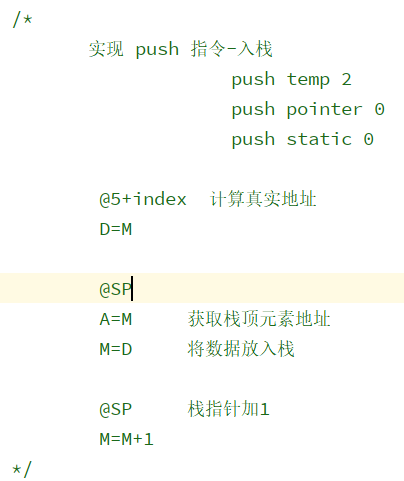 /*
实现 push 指令-入栈
push temp 2
push pointer 0
push static 0
@5+index 计算真实地址
D=M
@SP
A=M 获取栈顶元素地址
M=D 将数据放入栈
@SP 栈指针加1
M=M+1
*/